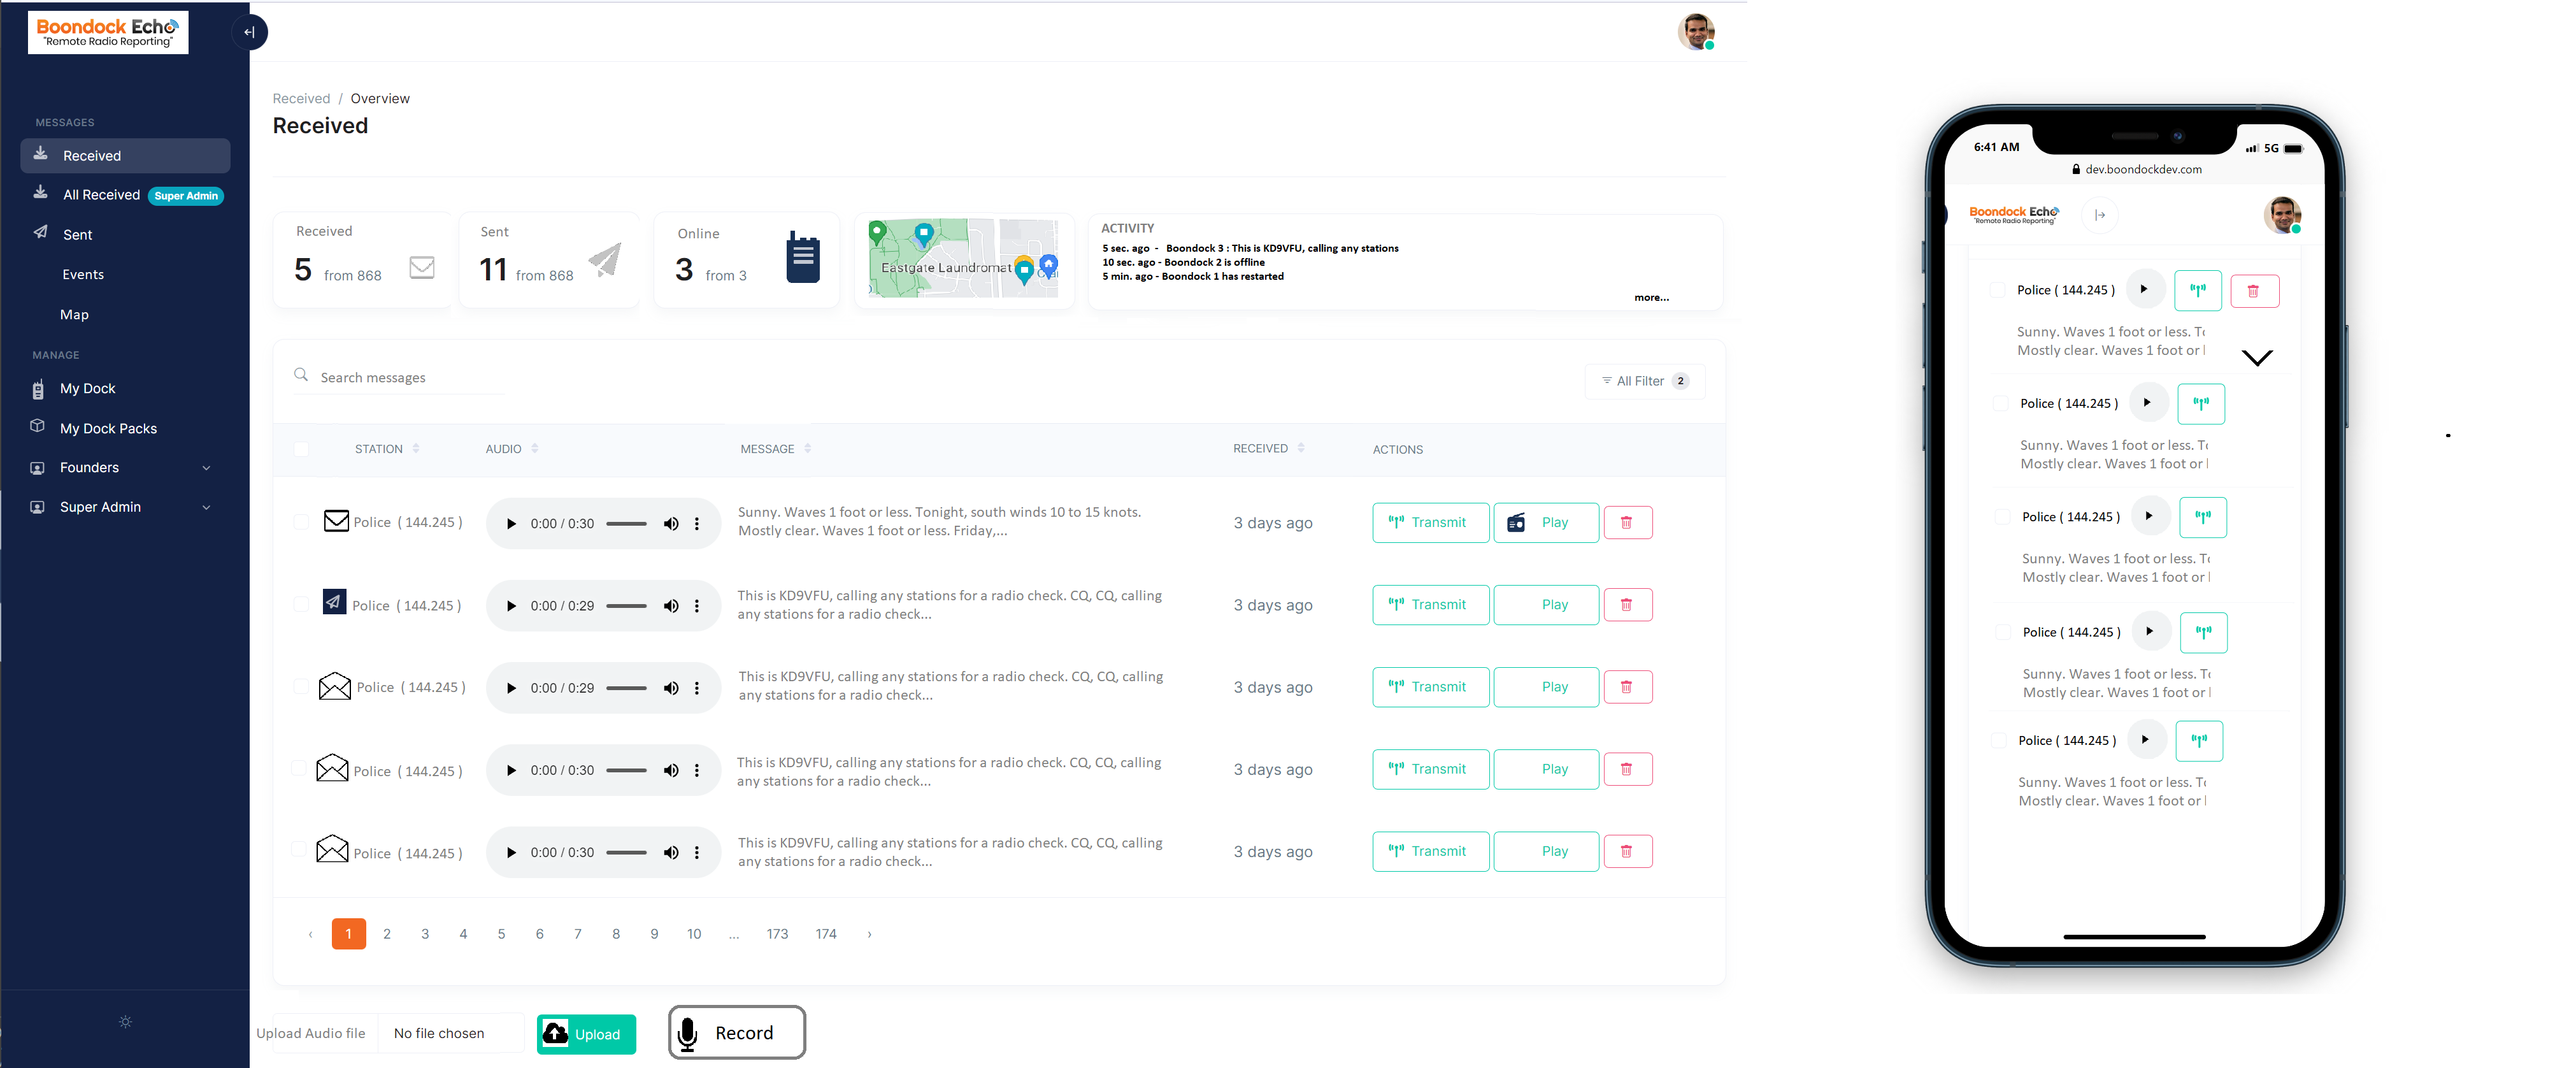 Boondock Echo
"Remote Radio Reporting"
MESSAGES
Received
All Received Super Admin
Sent
Events
Map
MANAGE
My Dock
My Dock Packs
Founders
Super Admin
Received / Overview
Received
Received
5 from 868
Sent
11 from 868
Online
3 from 3
Eastgate Laundromat
ACTIVITY
5 sec. ago - Boondock 3 : This is KD9VFU, calling any stations
10 sec. ago - Boondock 2 is offline
5 min. ago - Boondock 1 has restarted
more...
Search messages
All Filter 2
STATION AUDIO MESSAGE RECEIVED ACTIONS
Police ( 144.245 ) 0:00 / 0:30 Sunny. Waves 1 foot or less. Tonight, south winds 10 to 15 knots. 3 days ago Transmit Play
Mostly clear. Waves 1 foot or less. Friday,...
Police ( 144.245 ) 0:00 / 0:29 This is KD9VFU, calling any stations for a radio check. CQ, CQ, calling 3 days ago Transmit Play
any stations for a radio check...
Police ( 144.245 ) 0:00 / 0:29 This is KD9VFU, calling any stations for a radio check. CQ, CQ, calling 3 days ago Transmit Play
any stations for a radio check...
Police ( 144.245 ) 0:00 / 0:30 This is KD9VFU, calling any stations for a radio check. CQ, CQ, calling 3 days ago Transmit Play
any stations for a radio check...
Police ( 144.245 ) 0:00 / 0:30 This is KD9VFU, calling any stations for a radio check. CQ, CQ, calling 3 days ago Transmit Play
any stations for a radio check...
‹ 1 2 3 4 5 6 7 8 9 10 ... 173 174 ›
Upload Audio file No file chosen Upload Record
6:41 AM 5G
dev.boondockdev.com
Boondock Echo
"Remote Radio Reporting"
Police ( 144.245 )
Sunny. Waves 1 foot or less.
Mostly clear. Waves 1 foot or
Police ( 144.245 )
Sunny. Waves 1 foot or less.
Mostly clear. Waves 1 foot or
Police ( 144.245 )
Sunny. Waves 1 foot or less.
Mostly clear. Waves 1 foot or
Police ( 144.245 )
Sunny. Waves 1 foot or less.
Mostly clear. Waves 1 foot or
Police ( 144.245 )
Sunny. Waves 1 foot or less.
Mostly clear. Waves 1 foot or